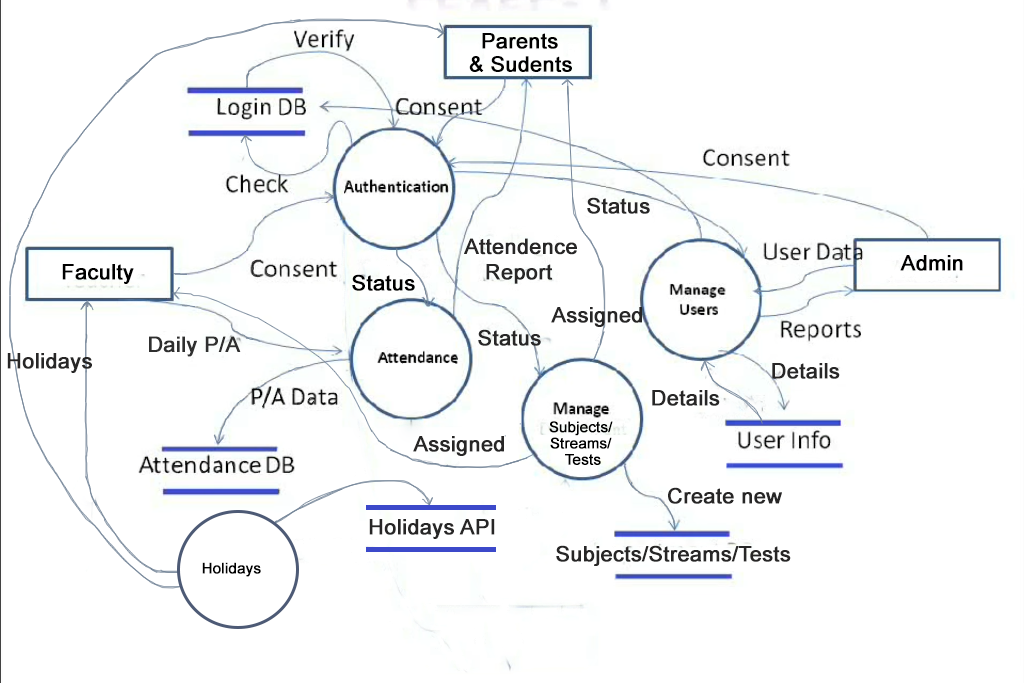 Verify
Parents
& Sudents
Login DB
Consent
Consent
Check
Authentication
Status
Attendence
Report
User Data
Admin
Faculty
Consent
Status
Manage
Users
Assigned
Reports
Holidays
Daily P/A
Attendance
Status
Details
P/A Data
Details
Manage
Subjects/
Streams/
Tests
Assigned
User Info
Attendance DB
Create new
Holidays API
Subjects/Streams/Tests
Holidays